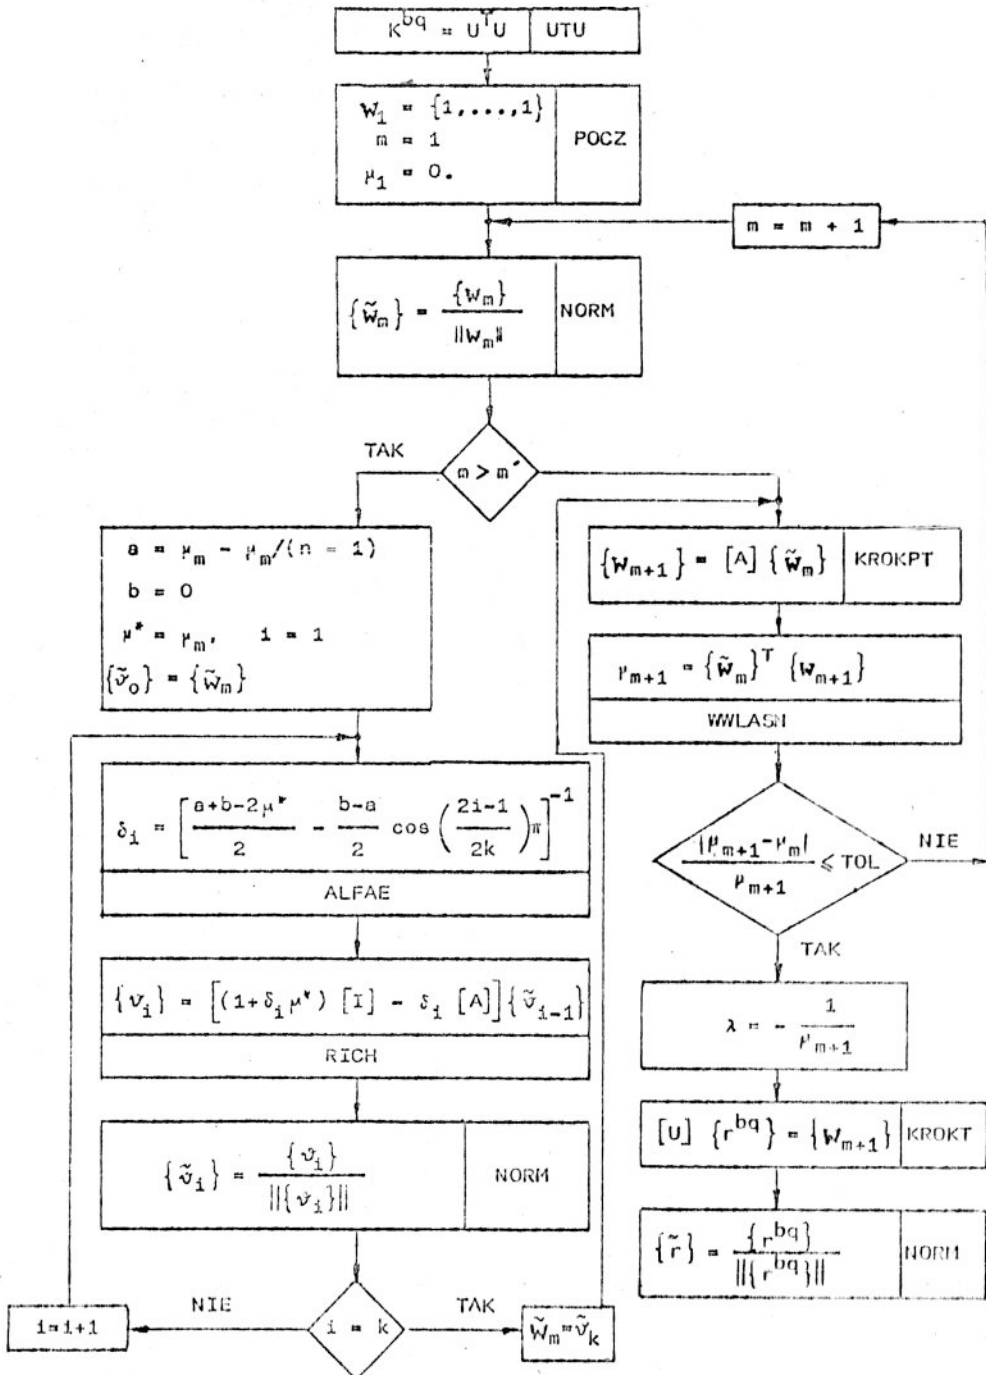 K^bq = U^T U UTU
w_1 = {1,...,1}
m = 1
μ_1 = 0.
POCZ
m = m + 1
{w̃_m} = {w_m} / ||w_m|| NORM
TAK
m > m'
a = μ_m - μ_m/(n = 1)
b = 0
μ* = μ_m, i = 1
{ṽ_o} = {w̃_m}
{w_m+1} = [A] {w̃_m} KROKPT
μ_m+1 = {w̃_m}^T {w_m+1}
WWLASN
δ_i = [ (a+b-2μ*)/2 - (b-a)/2 cos ( (2i-1)/2k ) π ]^-1
ALFAE
|μ_m+1 - μ_m| / μ_m+1 ⩽ TOL
NIE
TAK
{v_i} = [(1+δ_i μ*) [I] - δ_i [A]] {ṽ_i-1}
RICH
λ = - 1 / μ_m+1
[U] {r^bq} = {w_m+1} KROKT
{ṽ_i} = {v_i} / ||{v_i}|| NORM
{r̃} = {r^bq} / ||{r^bq}|| NORM
i=i+1
NIE
i = k
TAK
w̃_m=ṽ_k